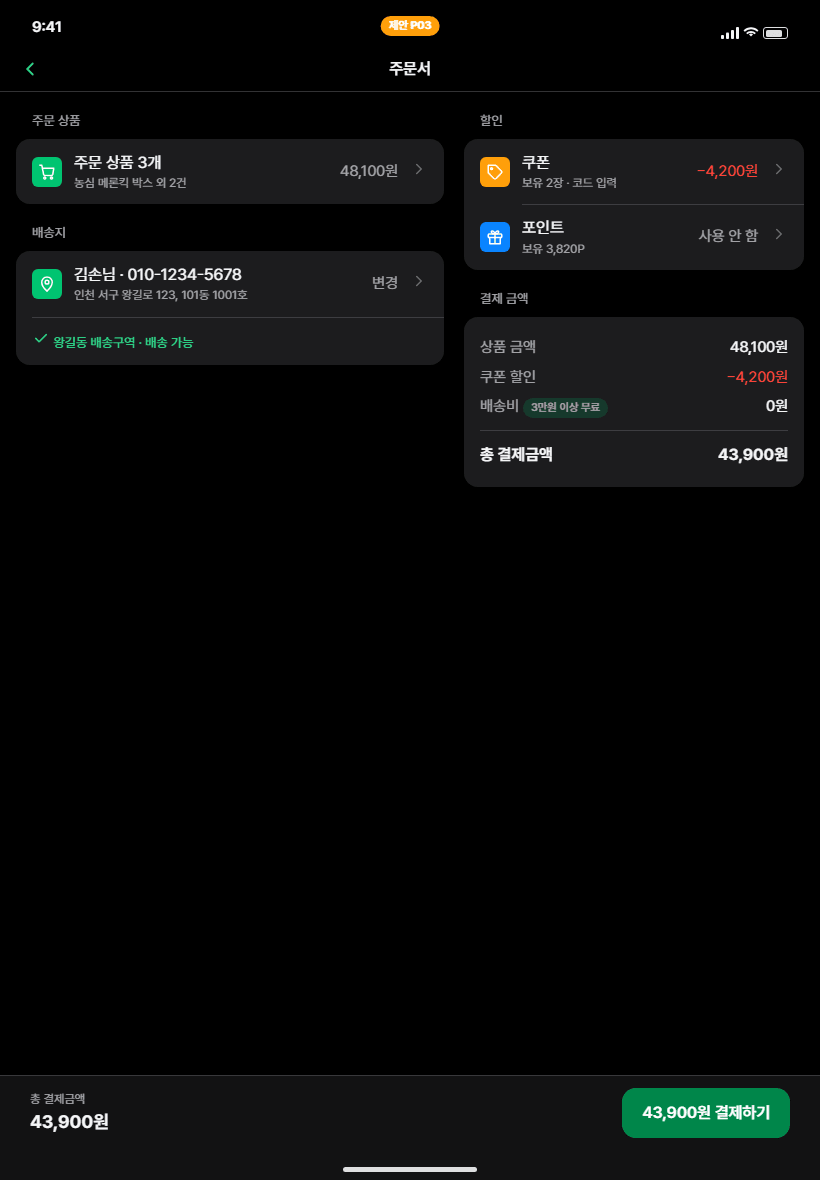 9:41
제안 P03
주문서
주문 상품
주문 상품 3개
농심 메론킥 박스 외 2건
48,100원
배송지
김손님 · 010-1234-5678
인천 서구 왕길로 123, 101동 1001호
변경
왕길동 배송구역 · 배송 가능
할인
쿠폰
보유 2장 · 코드 입력
−4,200원
포인트
보유 3,820P
사용 안 함
결제 금액
상품 금액 48,100원
쿠폰 할인 −4,200원
배송비 3만원 이상 무료 0원
총 결제금액 43,900원
총 결제금액
43,900원
43,900원 결제하기